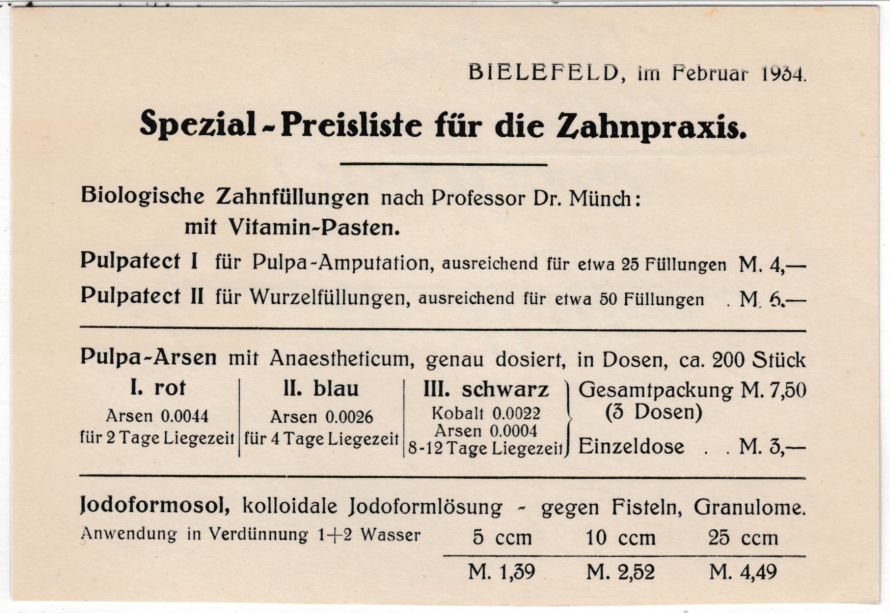 BIELEFELD, im Februar 1934.
Spezial-Preisliste für die Zahnpraxis.
Biologische Zahnfüllungen nach Professor Dr. Münch:
mit Vitamin-Pasten.
Pulpatect I für Pulpa-Amputation, ausreichend für etwa 25 Füllungen M. 4,—
Pulpatect II für Wurzelfüllungen, ausreichend für etwa 50 Füllungen . M. 6.—
Pulpa-Arsen mit Anaestheticum, genau dosiert, in Dosen, ca. 200 Stück
I. rot II. blau III. schwarz Gesamtpackung M. 7,50
Arsen 0.0044 Arsen 0.0026 Kobalt 0.0022 (3 Dosen)
Arsen 0.0004
für 2 Tage Liegezeit für 4 Tage Liegezeit 8-12 Tage Liegezeit Einzeldose . . M. 3,—
Jodoformosol, kolloidale Jodoformlösung - gegen Fisteln, Granulome.
Anwendung in Verdünnung 1+2 Wasser 5 ccm 10 ccm 25 ccm
M. 1,39 M. 2,52 M. 4,49